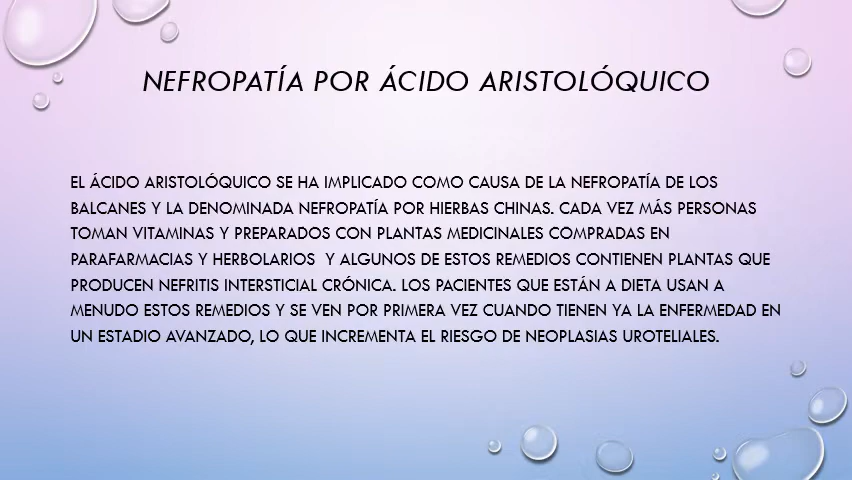 NEFROPATÍA POR ÁCIDO ARISTOLÓQUICO
EL ÁCIDO ARISTOLÓQUICO SE HA IMPLICADO COMO CAUSA DE LA NEFROPATÍA DE LOS
BALCANES Y LA DENOMINADA NEFROPATÍA POR HIERBAS CHINAS. CADA VEZ MÁS PERSONAS
TOMAN VITAMINAS Y PREPARADOS CON PLANTAS MEDICINALES COMPRADAS EN
PARAFARMACIAS Y HERBOLARIOS  Y ALGUNOS DE ESTOS REMEDIOS CONTIENEN PLANTAS QUE
PRODUCEN NEFRITIS INTERSTICIAL CRÓNICA. LOS PACIENTES QUE ESTÁN A DIETA USAN A
MENUDO ESTOS REMEDIOS Y SE VEN POR PRIMERA VEZ CUANDO TIENEN YA LA ENFERMEDAD EN
UN ESTADIO AVANZADO, LO QUE INCREMENTA EL RIESGO DE NEOPLASIAS UROTELIALES.